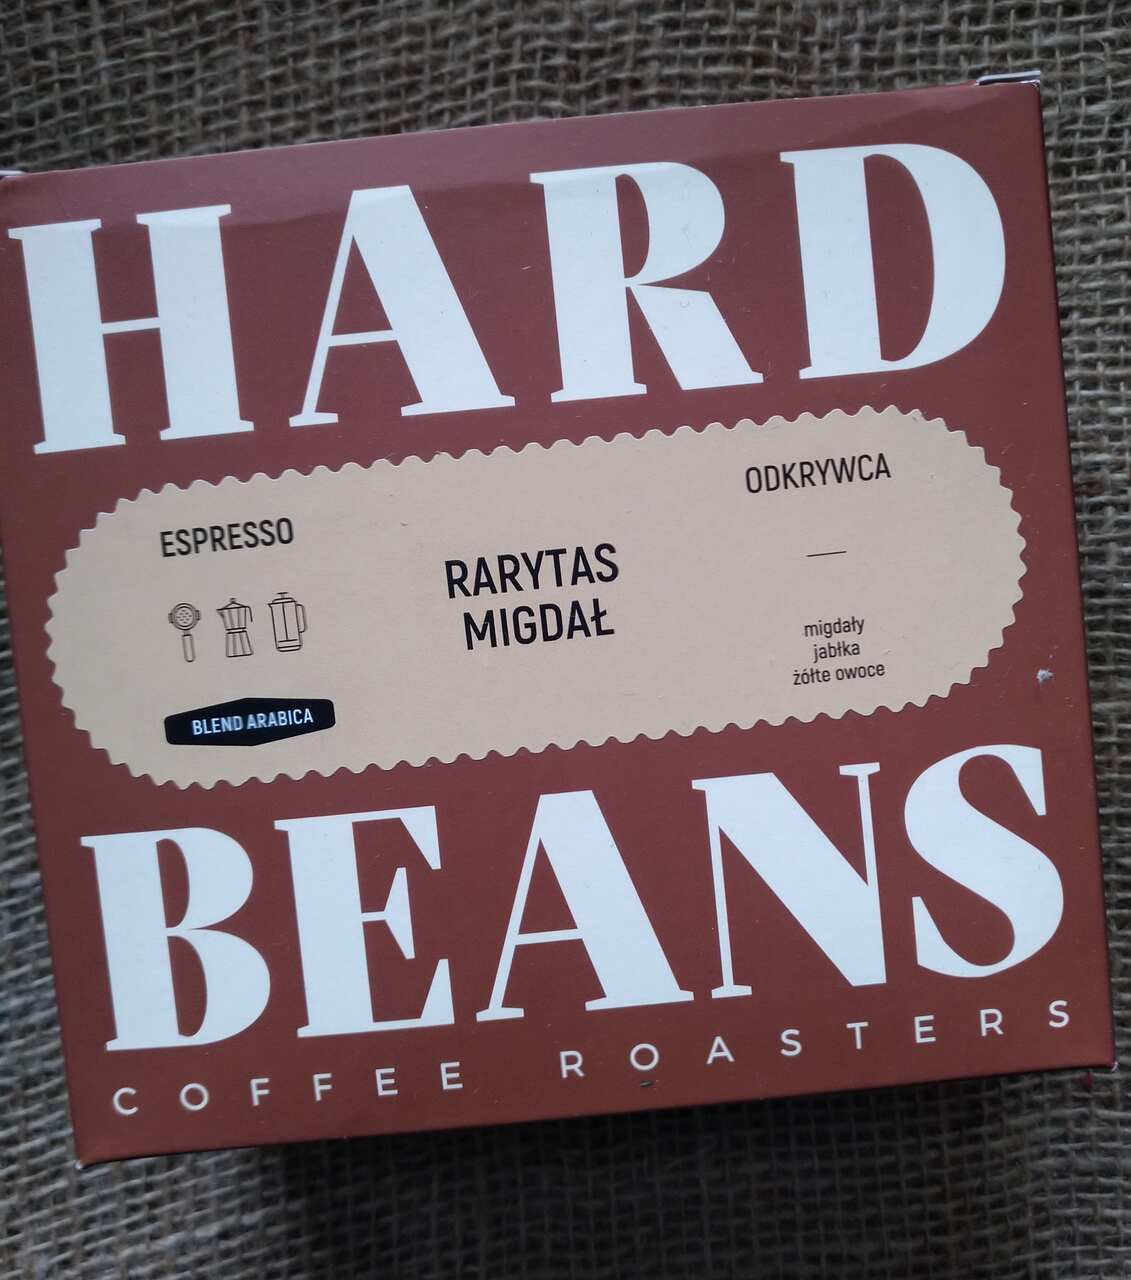 HARD
ESPRESSO
BLEND ARABICA
RARYTAS
MIGDAŁ
ODKRYWCA
migdały
jabłka
żółte owoce
BEANS
COFFEE ROASTERS